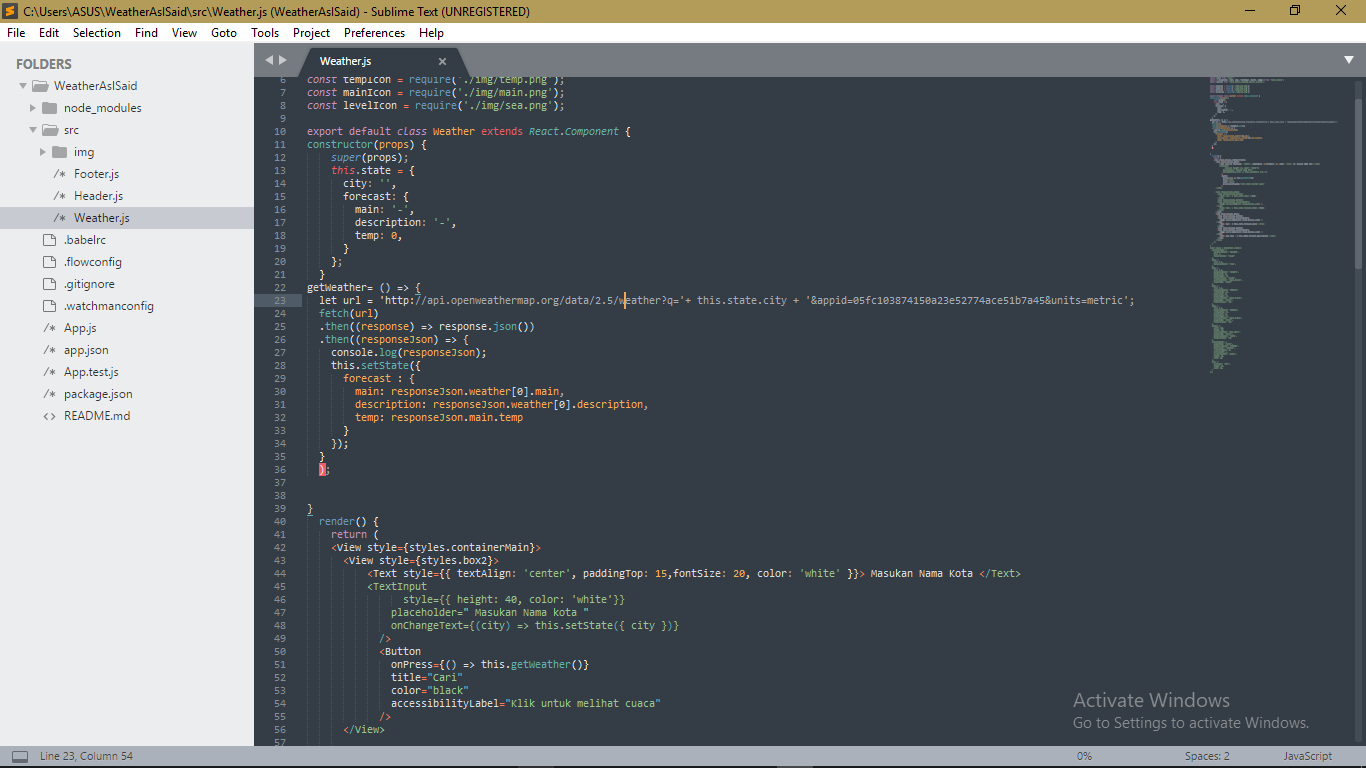 C:\Users\ASUS\WeatherAsISaid\src\Weather.js (WeatherAsISaid) - Sublime Text (UNREGISTERED)
File Edit Selection Find View Goto Tools Project Preferences Help
FOLDERS
WeatherAsISaid
node_modules
src
img
/* Footer.js
/* Header.js
/* Weather.js
.babelrc
.flowconfig
.gitignore
.watchmanconfig
/* App.js
/* app.json
/* App.test.js
/* package.json
<> README.md
Weather.js
6 const tempIcon = require('./img/temp.png');
7 const mainIcon = require('./img/main.png');
8 const levelIcon = require('./img/sea.png');
9
10 export default class Weather extends React.Component {
11 constructor(props) {
12 super(props);
13 this.state = {
14 city: '',
15 forecast: {
16 main: '-',
17 description: '-',
18 temp: 0,
19 }
20 };
21 }
22 getWeather= () => {
23 let url = 'http://api.openweathermap.org/data/2.5/weather?q='+ this.state.city + '&appid=05fc103874150a23e52774ace51b7a45&units=metric';
24 fetch(url)
25 .then((response) => response.json())
26 .then((responseJson) => {
27 console.log(responseJson);
28 this.setState({
29 forecast : {
30 main: responseJson.weather[0].main,
31 description: responseJson.weather[0].description,
32 temp: responseJson.main.temp
33 }
34 });
35 }
36 );
37
38
39 }
40 render() {
41 return (
42 <View style={styles.containerMain}>
43 <View style={styles.box2}>
44 <Text style={{ textAlign: 'center', paddingTop: 15,fontSize: 20, color: 'white' }}> Masukan Nama Kota </Text>
45 <TextInput
46 style={{ height: 40, color: 'white'}}
47 placeholder=" Masukan Nama kota "
48 onChangeText={(city) => this.setState({ city })}
49 />
50 <Button
51 onPress={() => this.getWeather()}
52 title="Cari"
53 color="black"
54 accessibilityLabel="Klik untuk melihat cuaca"
55 />
56 </View>
57
Activate Windows
Go to Settings to activate Windows.
Line 23, Column 54 0% Spaces: 2 JavaScript